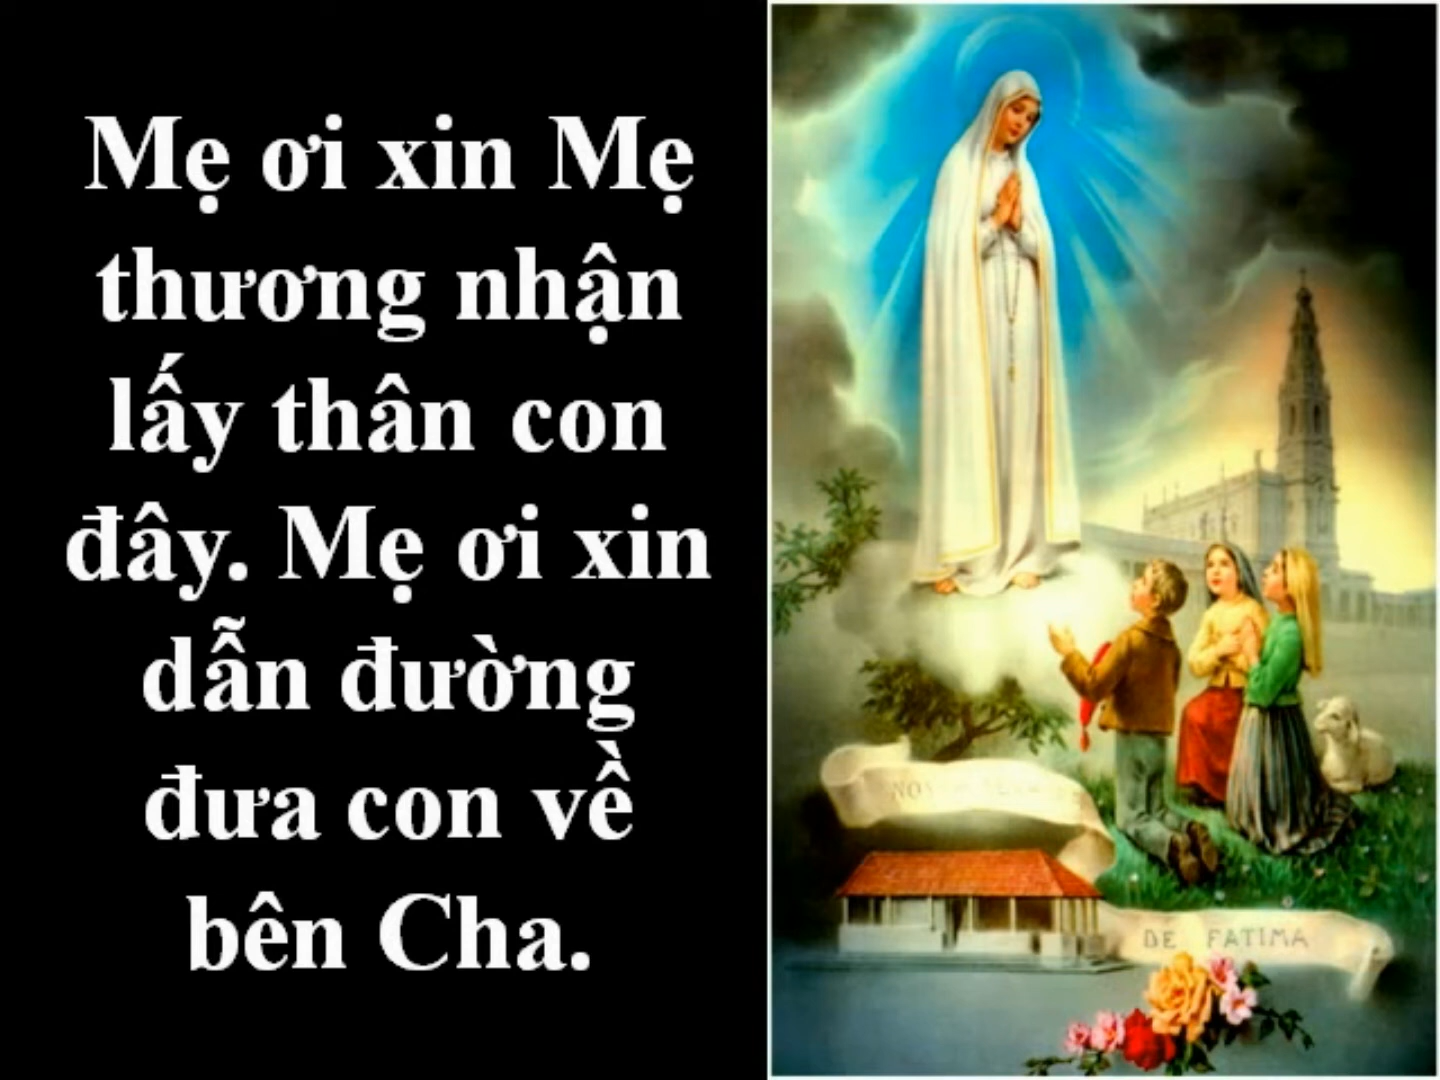 Mẹ ơi xin Mẹ
thương nhận
lấy thân con
đây. Mẹ ơi xin
dẫn đường
đưa con về
bên Cha.
DE FATIMA